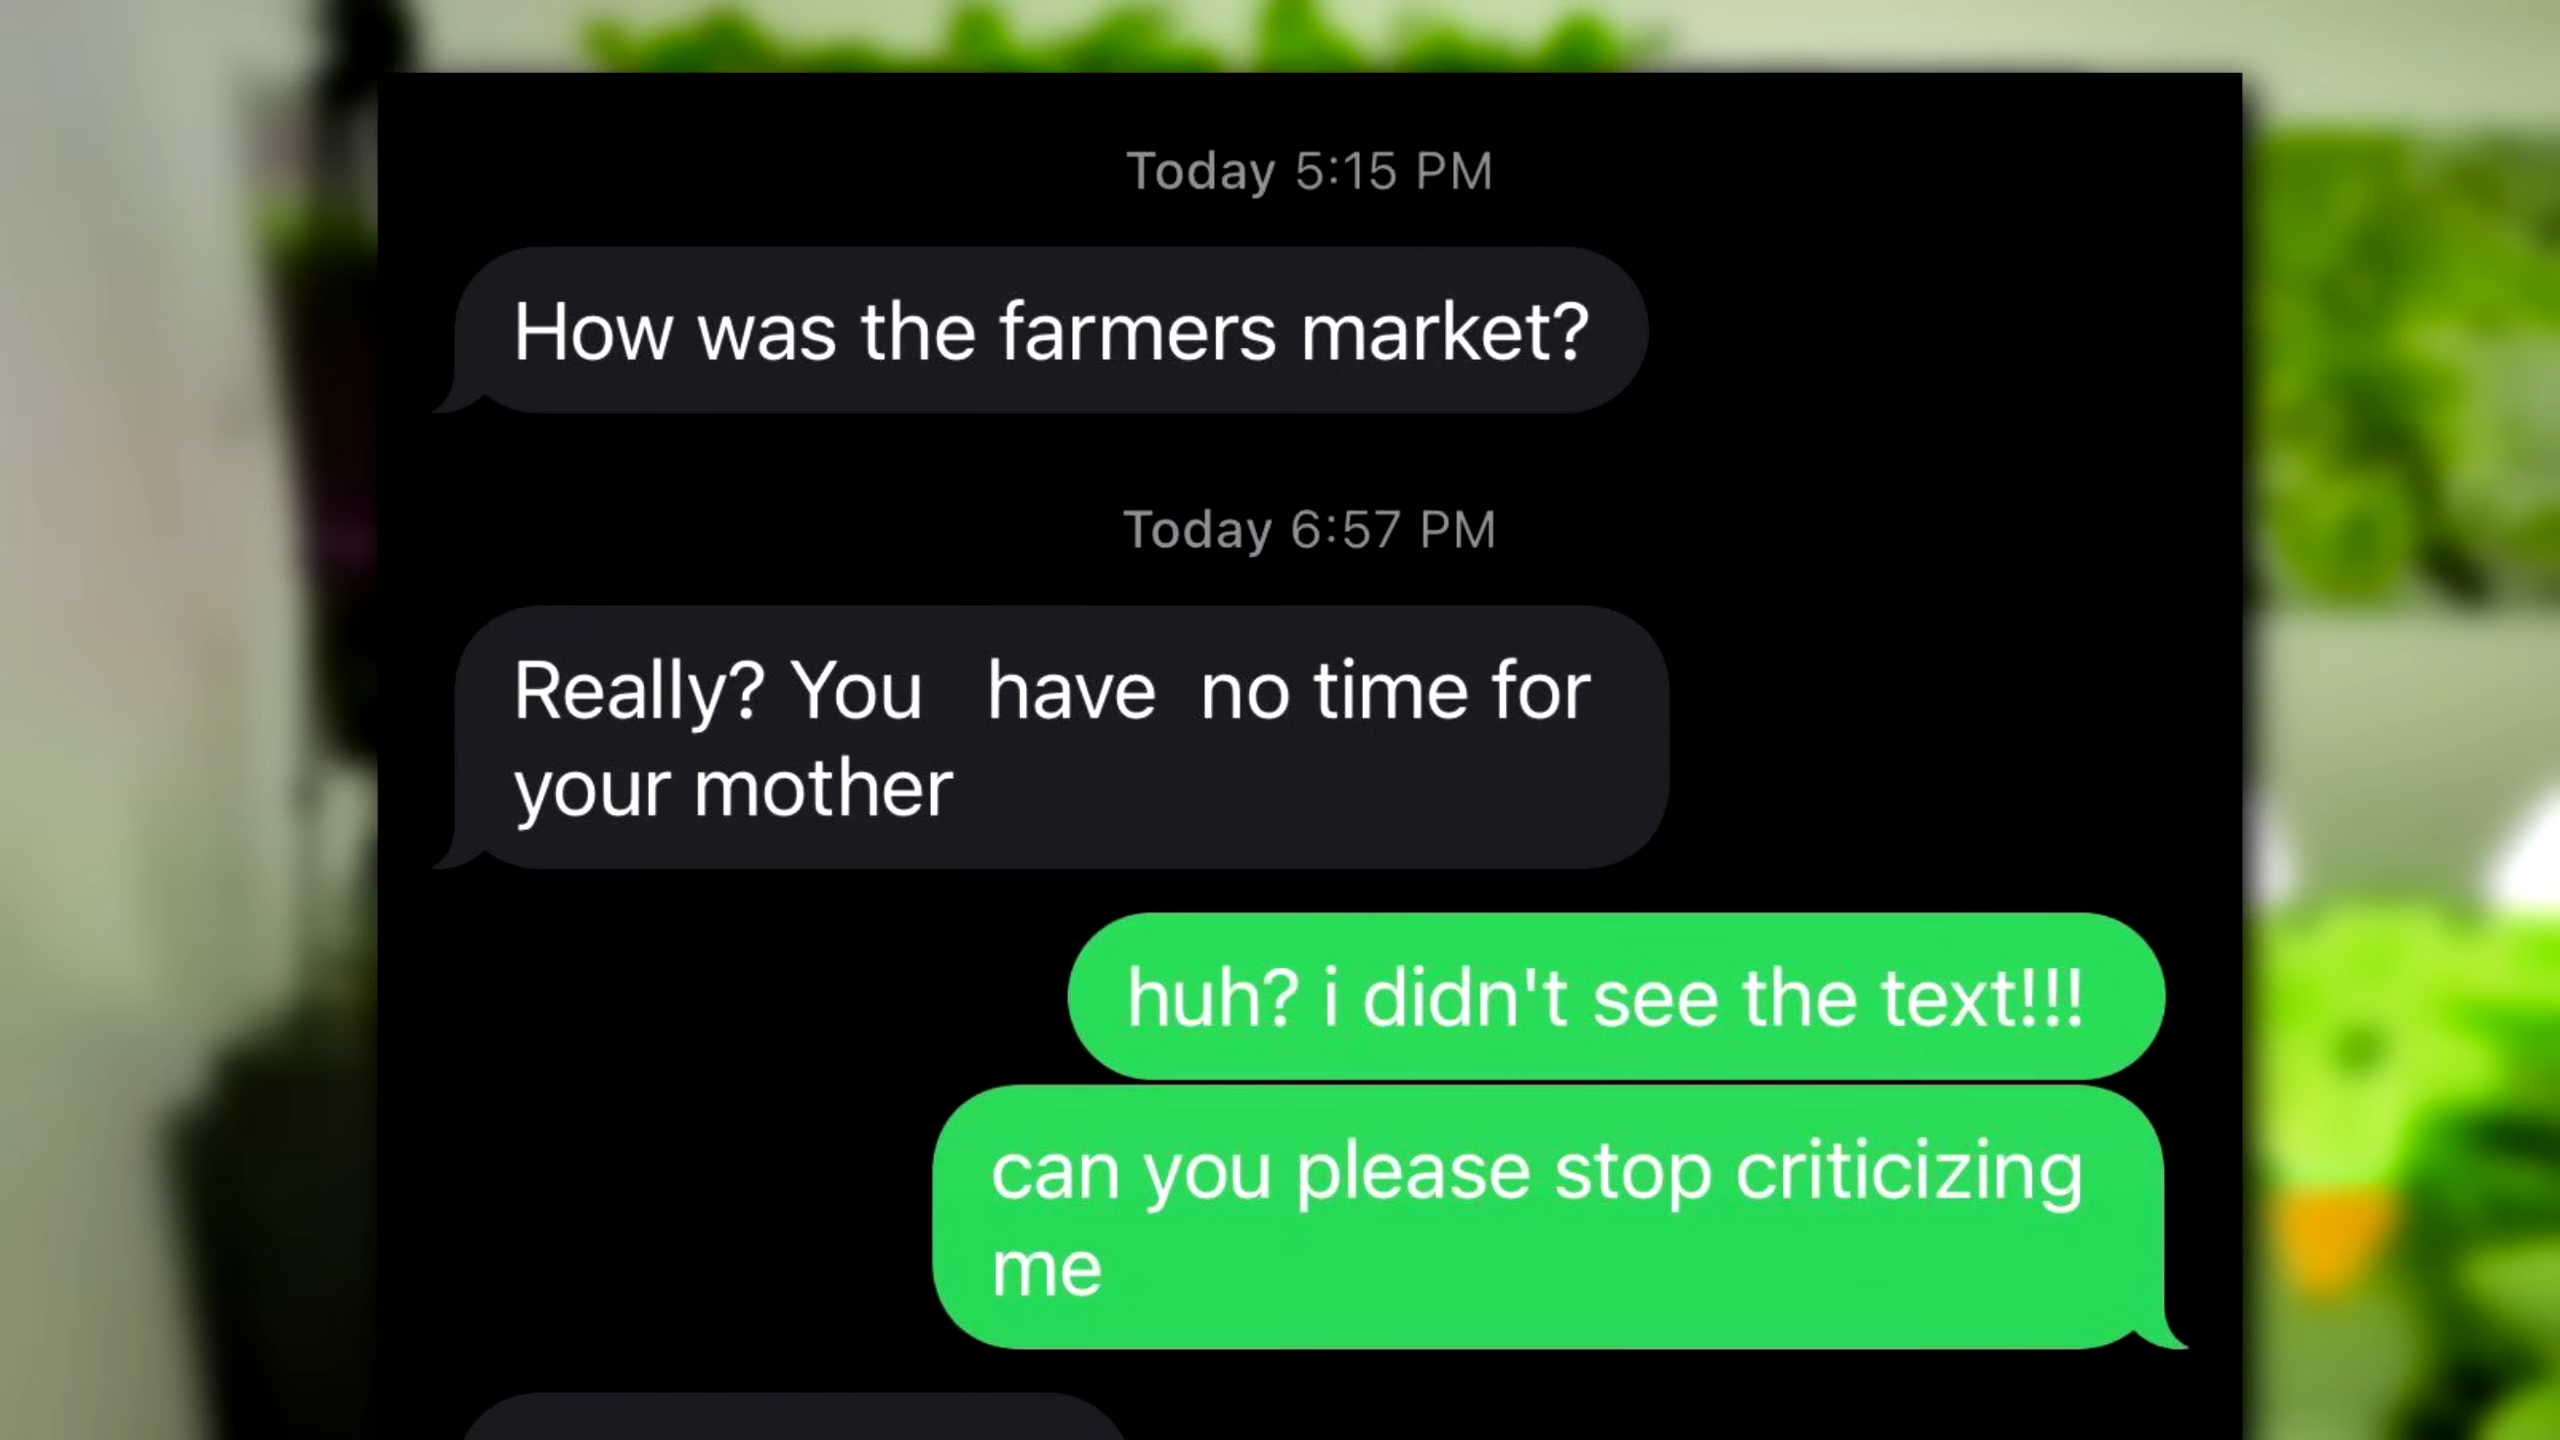 Today 5:15 PM
How was the farmers market?
Today 6:57 PM
Really? You   have  no time for
your mother
huh? i didn't see the text!!!
can you please stop criticizing
me